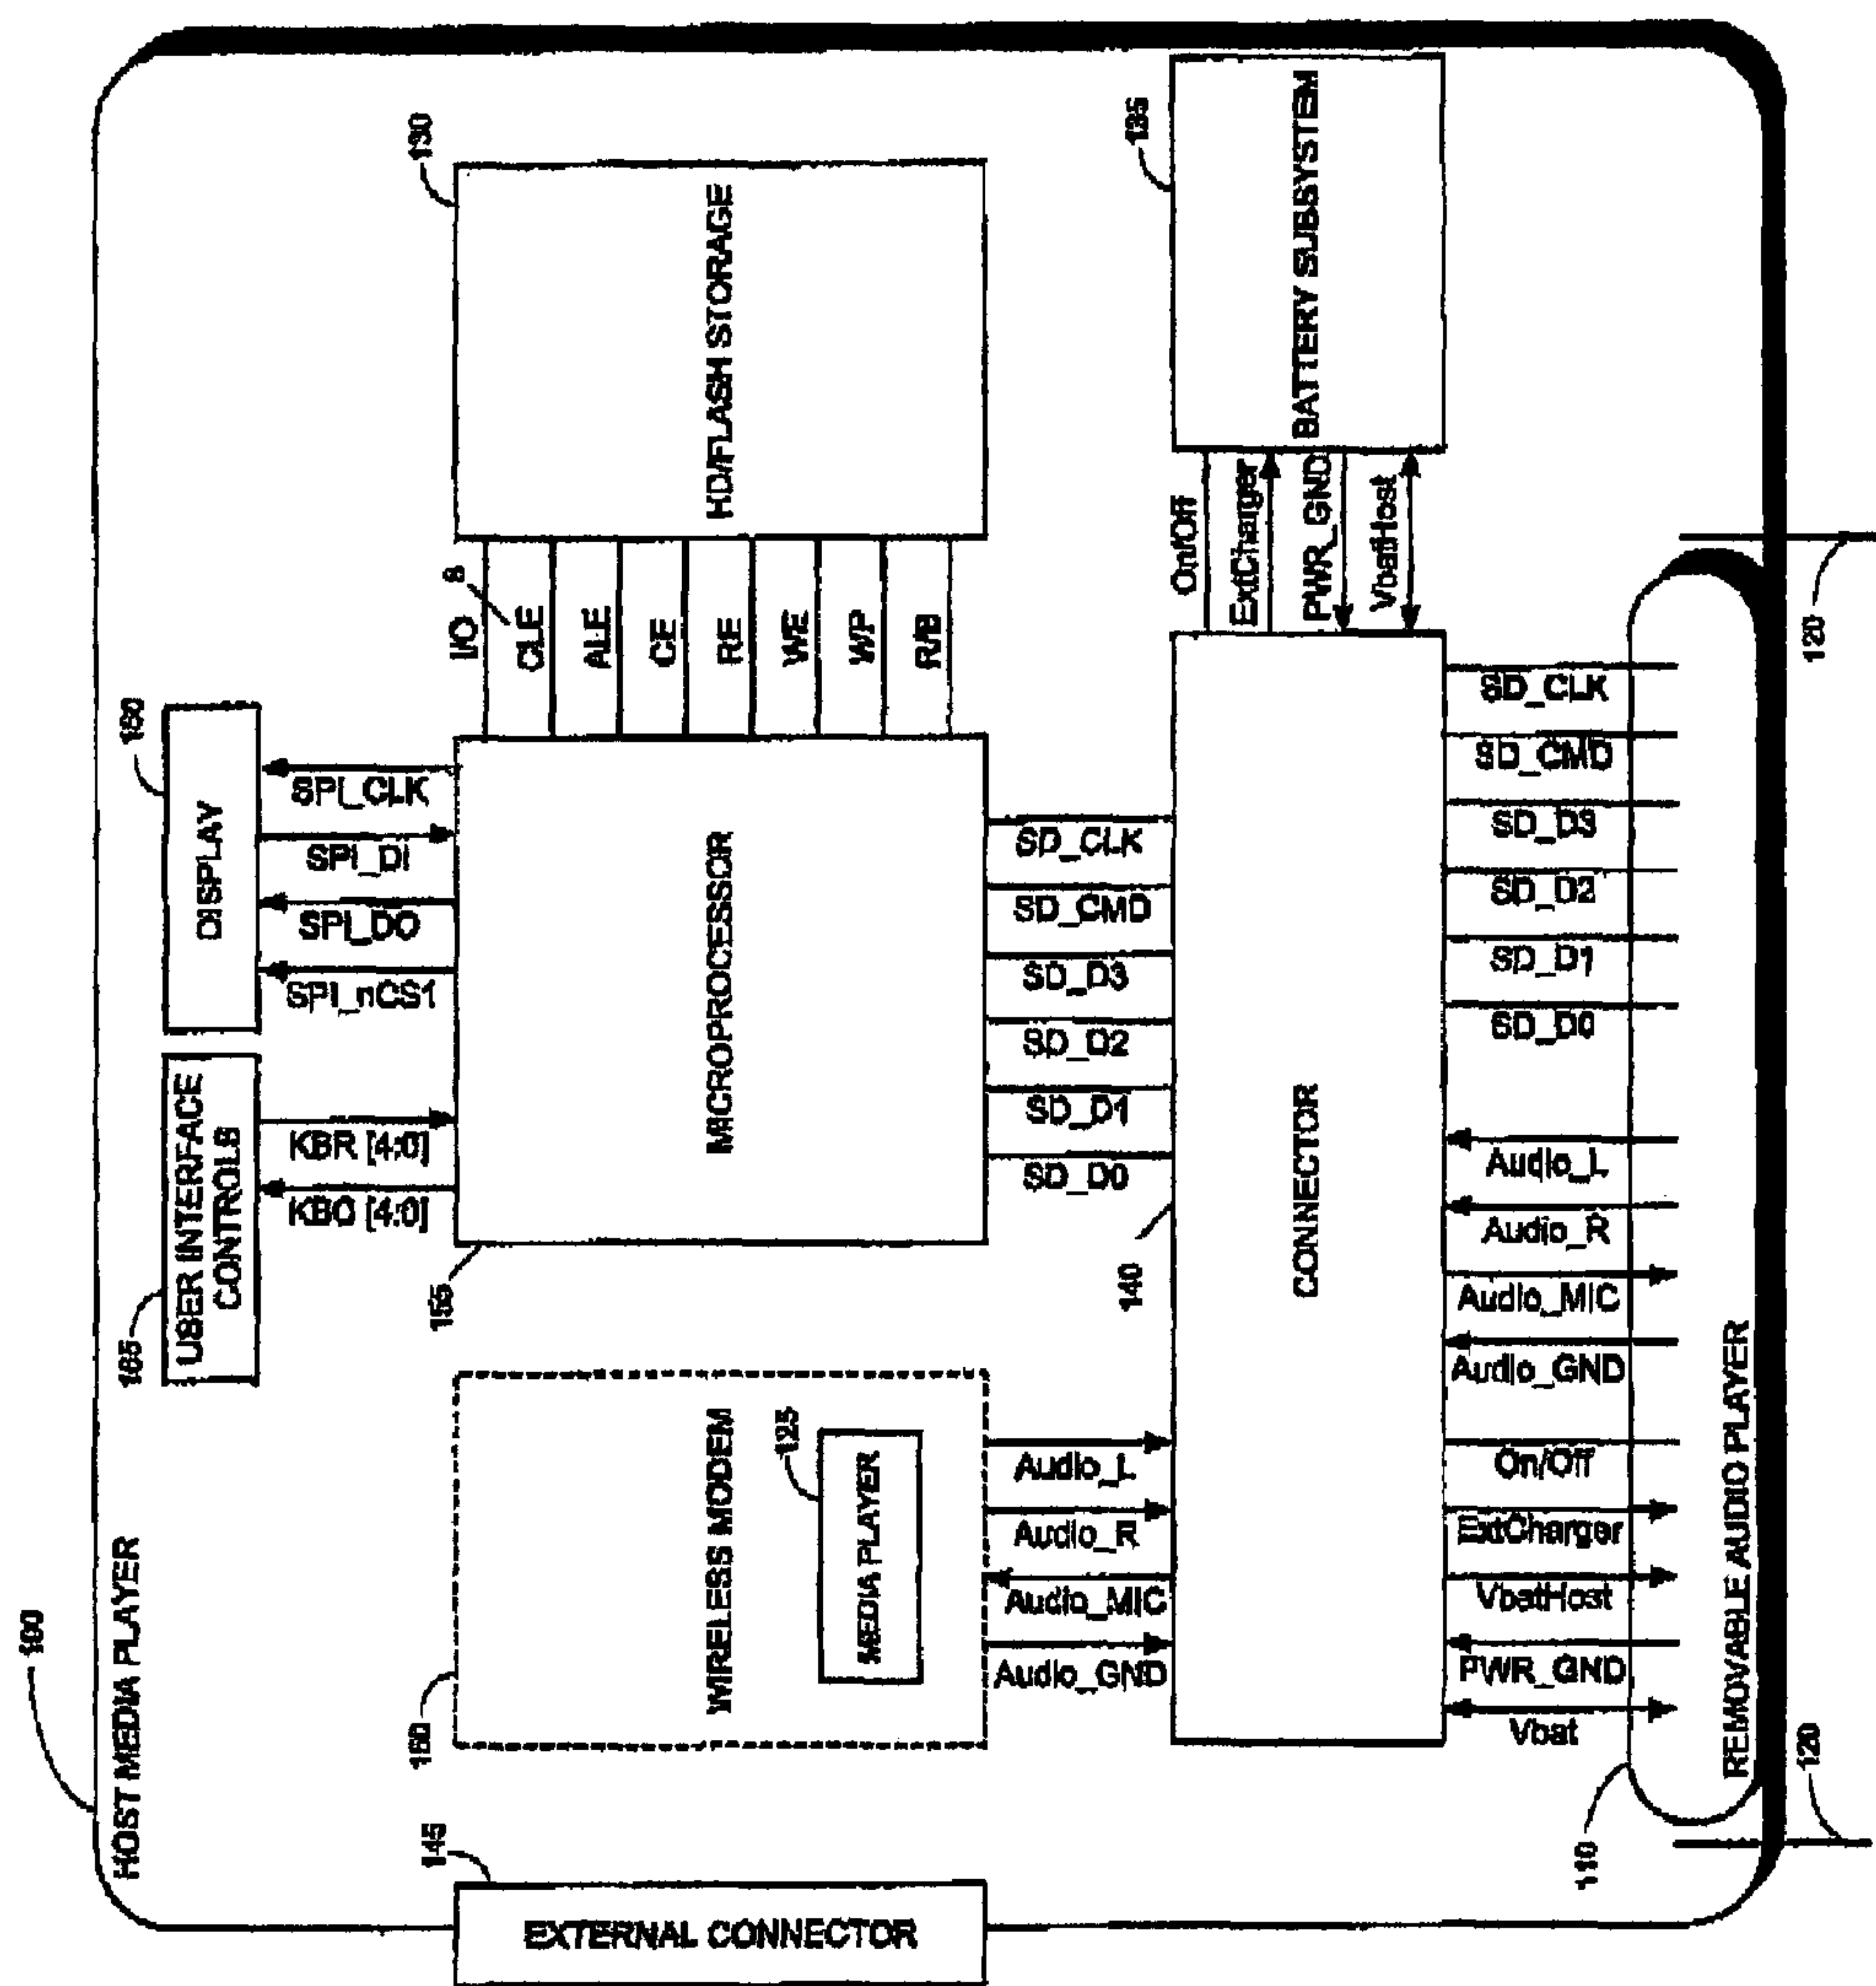 100
HOST MEDIA PLAYER
145
EXTERNAL CONNECTOR
165
USER INTERFACE
CONTROLS
KBR [4:0]
KBO [4:0]
DISPLAY
SPI_CLK
SPI_DI
SPI_DO
SPI_nCS1
WIRELESS MODEM
125
MEDIA PLAYER
155
MICROPROCESSOR
130
HD/FLASH STORAGE
I/O
8
CLE
ALE
CE
RE
WE
WP
R/B
Audio_L
Audio_R
Audio_MIC
Audio_GND
SD_CLK
SD_CMD
SD_D3
SD_D2
SD_D1
SD_D0
140
CONNECTOR
135
BATTERY SUBSYSTEM
On/Off
ExtCharger
PWR_GND
VbatHost
SD_CLK
SD_CMD
SD_D3
SD_D2
SD_D1
SD_D0
Audio_L
Audio_R
Audio_MIC
Audio_GND
On/Off
ExtCharger
VbatHost
PWR_GND
Vbat
110
REMOVABLE AUDIO PLAYER
120
120